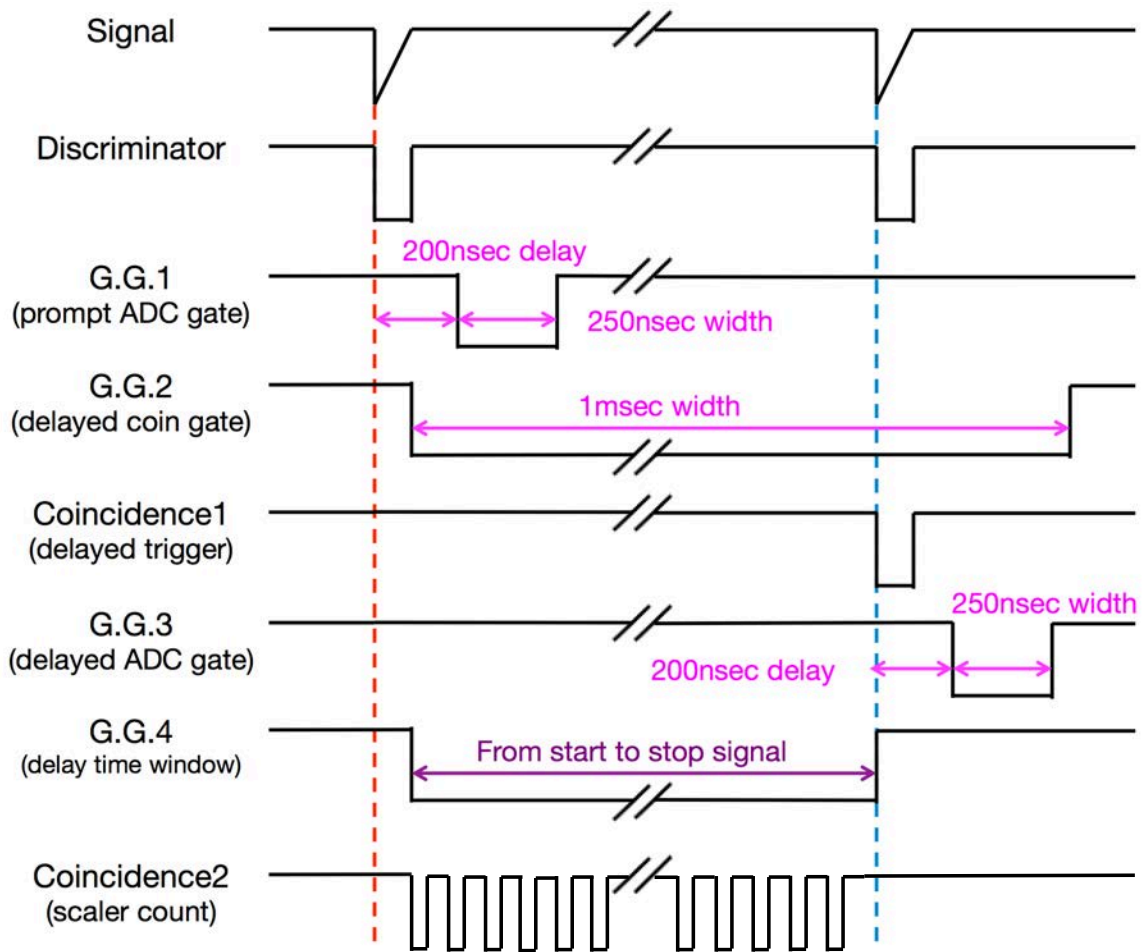 Signal
Discriminator
200nsec delay
G.G.1
(prompt ADC gate)
250nsec width
G.G.2
(delayed coin gate)
1msec width
Coincidence1
(delayed trigger)
250nsec width
G.G.3
(delayed ADC gate)
200nsec delay
G.G.4
(delay time window)
From start to stop signal
Coincidence2
(scaler count)